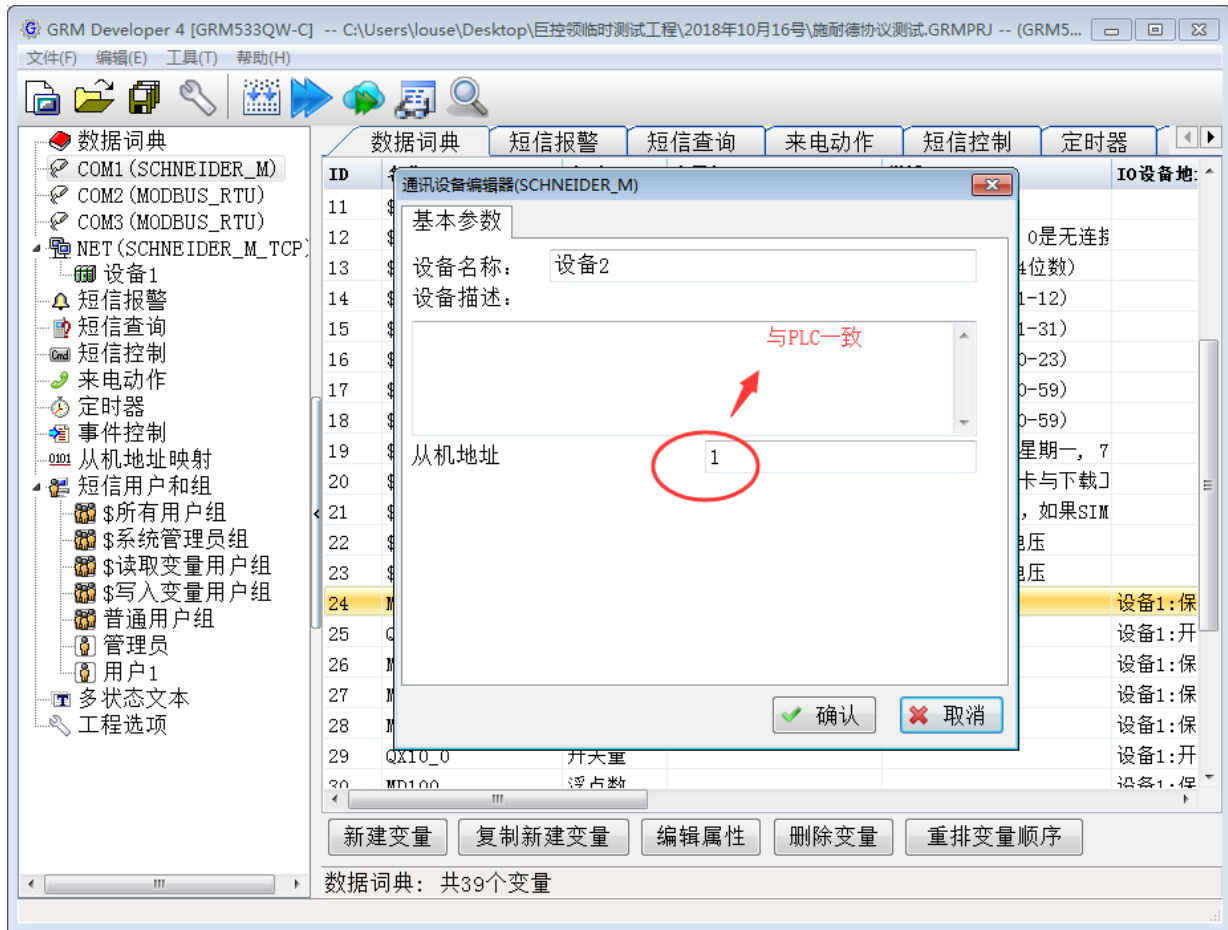 GRM Developer 4 [GRM533QW-C] -- C:\Users\louse\Desktop\巨控领临时测试工程\2018年10月16号\施耐德协议测试.GRMPRJ -- (GRM5...
文件(F) 编辑(E) 工具(T) 帮助(H)
数据词典
COM1(SCHNEIDER_M)
COM2(MODBUS_RTU)
COM3(MODBUS_RTU)
NET(SCHNEIDER_M_TCP)
设备1
短信报警
短信查询
Cmd 短信控制
来电动作
定时器
事件控制
0101 从机地址映射
短信用户和组
$所有用户组
$系统管理员组
$读取变量用户组
$写入变量用户组
普通用户组
管理员
用户1
多状态文本
工程选项
数据词典 短信报警 短信查询 来电动作 短信控制 定时器
ID IO设备地:
11 $
12 $ 0是无连接
13 $ 4位数)
14 $ 1-12)
15 $ 1-31)
16 $ 0-23)
17 $ 0-59)
18 $ 0-59)
19 $ 星期一, 7
20 $ 卡与下载工
21 $ , 如果SIM
22 $ 电压
23 $ 电压
24 M 设备1:保
25 Q 设备1:开
26 M 设备1:保
27 M 设备1:保
28 M 设备1:保
29 QX10_0 开关量 设备1:开
30 MD100 浮点数 设备1:保
通讯设备编辑器(SCHNEIDER_M)
基本参数
设备名称: 设备2
设备描述:
与PLC一致
从机地址 1
确认 取消
新建变量 复制新建变量 编辑属性 删除变量 重排变量顺序
数据词典: 共39个变量